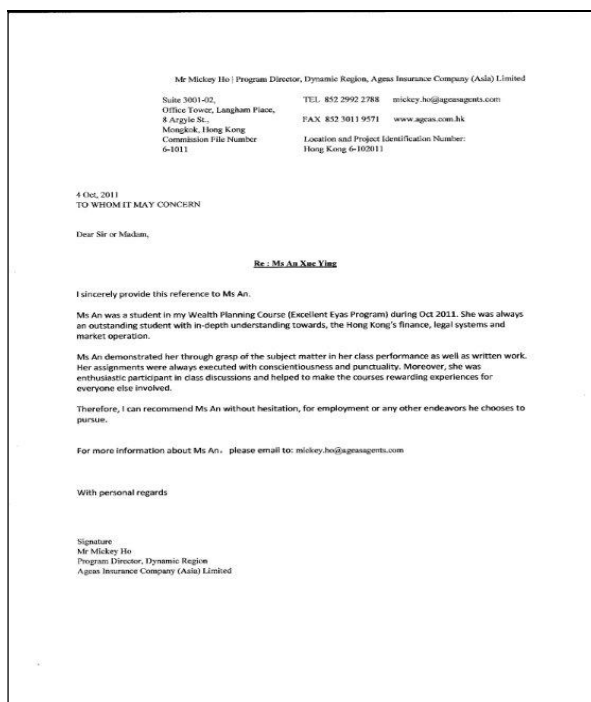 Mr Mickey Ho | Program Director, Dynamic Region, Ageas Insurance Company (Asia) Limited
Suite 3001-02,
Office Tower, Langham Place,
8 Argyle St.,
Mongkok, Hong Kong
Commission File Number
6-1011
TEL 852 2992 2788 mickey.ho@ageasagents.com
FAX 852 3011 9571 www.ageas.com.hk
Location and Project Identification Number:
Hong Kong 6-102011
4 Oct, 2011
TO WHOM IT MAY CONCERN
Dear Sir or Madam,
Re : Ms An Xue Ying
I sincerely provide this reference to Ms An.
Ms An was a student in my Wealth Planning Course (Excellent Eyas Program) during Oct 2011. She was always
an outstanding student with in-depth understanding towards, the Hong Kong's finance, legal systems and
market operation.
Ms An demonstrated her through grasp of the subject matter in her class performance as well as written work.
Her assignments were always executed with conscientiousness and punctuality. Moreover, she was
enthusiastic participant in class discussions and helped to make the courses rewarding experiences for
everyone else involved.
Therefore, I can recommend Ms An without hesitation, for employment or any other endeavors he chooses to
pursue.
For more information about Ms An, please email to: mickey.ho@ageasagents.com
With personal regards
Signature
Mr Mickey Ho
Program Director, Dynamic Region
Ageas Insurance Company (Asia) Limited